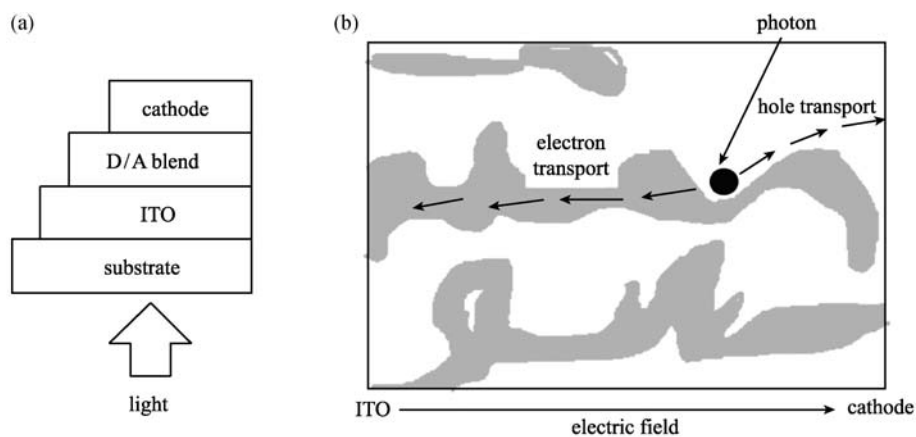 (a)
cathode
D/A blend
ITO
substrate
light
(b)
photon
hole transport
electron
transport
ITO
cathode
electric field